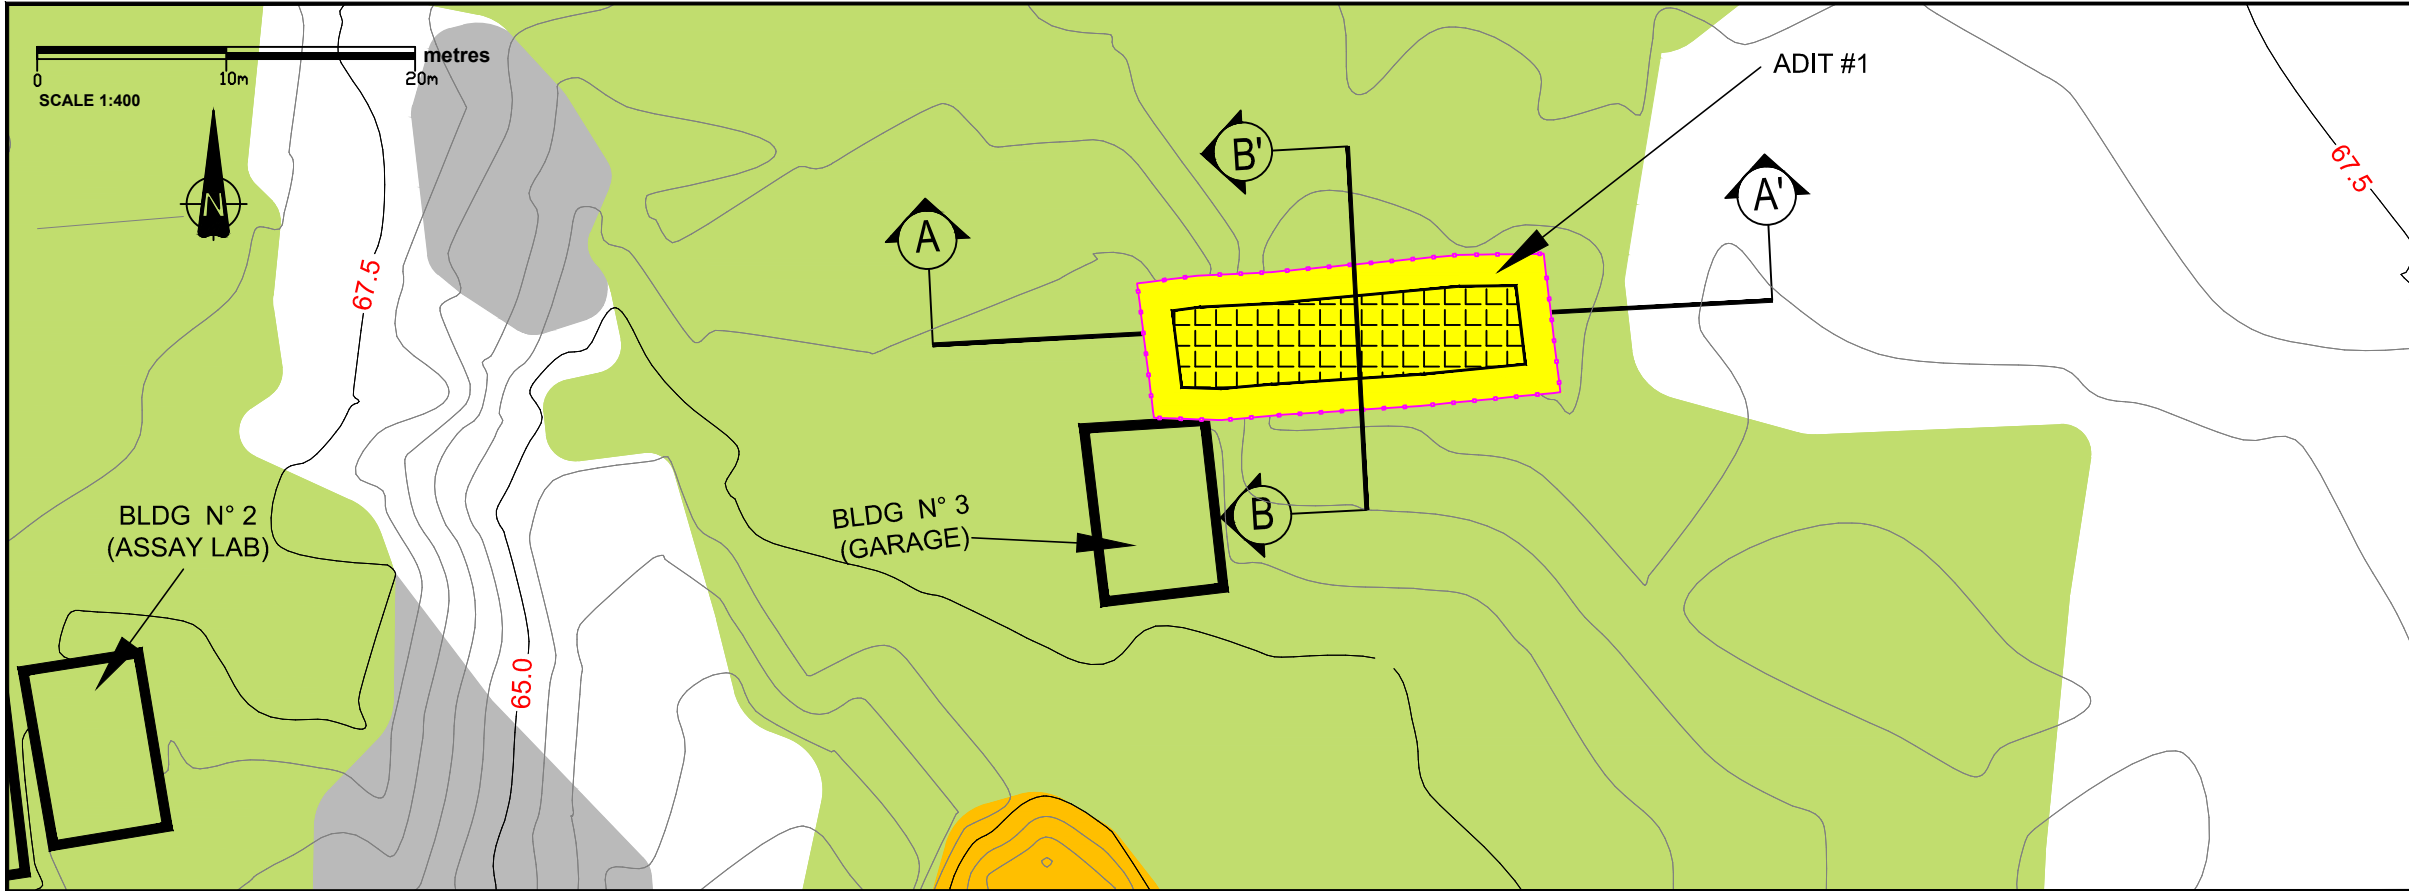 metres
0 10m 20m
SCALE 1:400
N
ADIT #1
B'
A'
A
67.5
67.5
BLDG N° 2
(ASSAY LAB)
BLDG N° 3
(GARAGE)
B
65.0